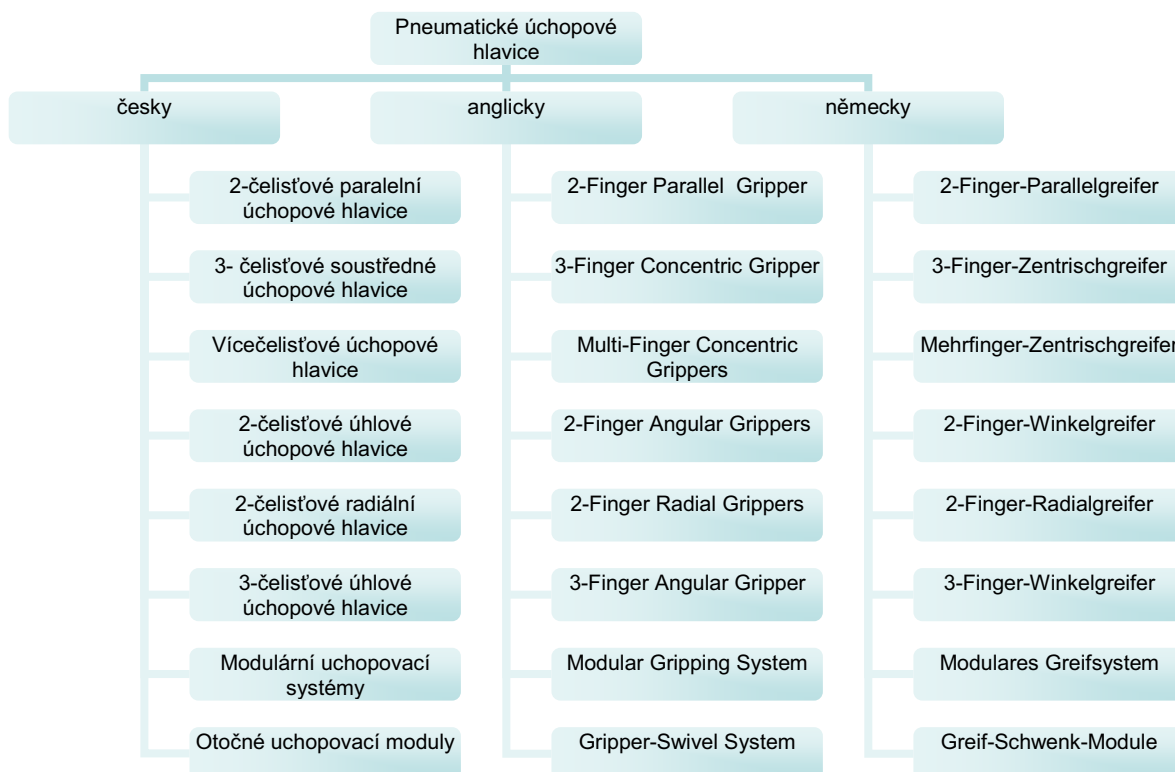 Pneumatické úchopové
hlavice
česky
2-čelisťové paralelní
úchopové hlavice
3- čelisťové soustředné
úchopové hlavice
Vícečelisťové úchopové
hlavice
2-čelisťové úhlové
úchopové hlavice
2-čelisťové radiální
úchopové hlavice
3-čelisťové úhlové
úchopové hlavice
Modulární uchopovací
systémy
Otočné uchopovací moduly
anglicky
2-Finger Parallel  Gripper
3-Finger Concentric Gripper
Multi-Finger Concentric
Grippers
2-Finger Angular Grippers
2-Finger Radial Grippers
3-Finger Angular Gripper
Modular Gripping System
Gripper-Swivel System
německy
2-Finger-Parallelgreifer
3-Finger-Zentrischgreifer
Mehrfinger-Zentrischgreifer
2-Finger-Winkelgreifer
2-Finger-Radialgreifer
3-Finger-Winkelgreifer
Modulares Greifsystem
Greif-Schwenk-Module